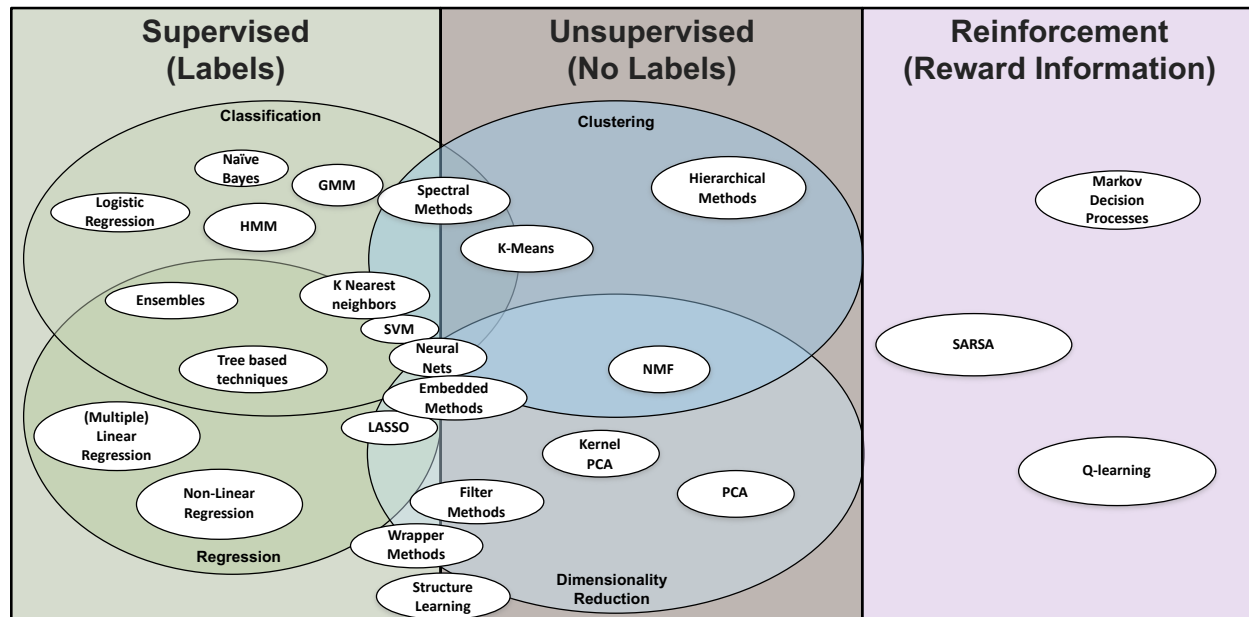 Supervised
(Labels)
Unsupervised
(No Labels)
Reinforcement
(Reward Information)
Classification
Naïve
Bayes
GMM
Logistic
Regression
HMM
Spectral
Methods
Clustering
Hierarchical
Methods
K-Means
Ensembles
K Nearest
neighbors
SVM
Neural
Nets
Tree based
techniques
Embedded
Methods
NMF
LASSO
(Multiple)
Linear
Regression
Non-Linear
Regression
Kernel
PCA
PCA
Filter
Methods
Wrapper
Methods
Regression
Structure
Learning
Dimensionality
Reduction
Markov
Decision
Processes
SARSA
Q-learning